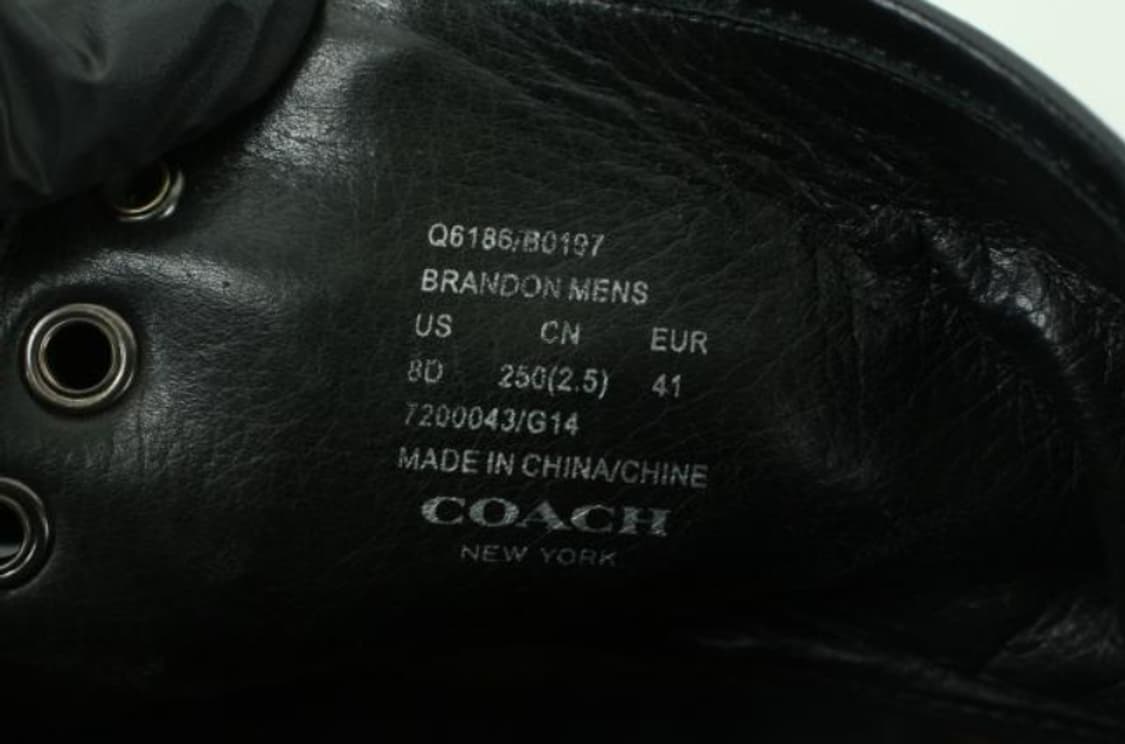 Q6186/B0197
BRANDON MENS
US CN EUR
8D 250(2.5) 41
7200043/G14
MADE IN CHINA/CHINE
COACH
NEW YORK